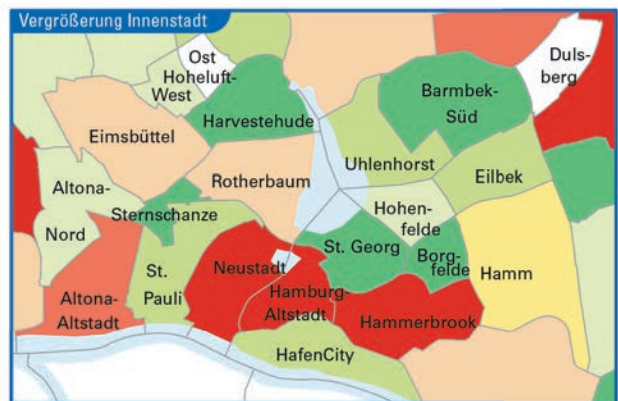 Vergrößerung Innenstadt
Ost
Hoheluft-
West
Duls-
berg
Barmbek-
Süd
Harvestehude
Eimsbüttel
Uhlenhorst
Eilbek
Rotherbaum
Altona-
Nord
Sternschanze
Hohen-
felde
St. Georg
Borg-
felde
Hamm
St.
Pauli
Neustadt
Hamburg-
Altstadt
Altona-
Altstadt
Hammerbrook
HafenCity